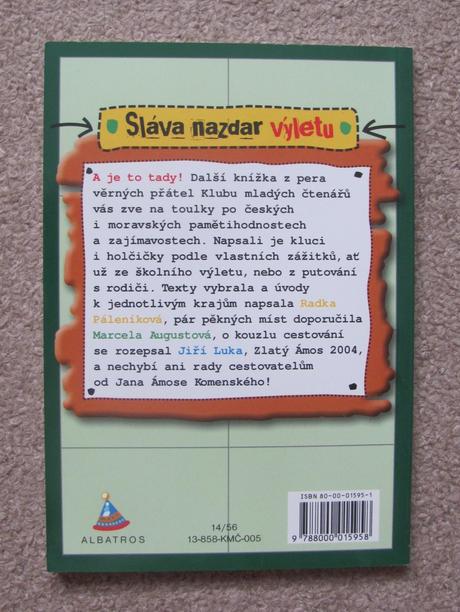 Sláva nazdar výletu
A je to tady! Další knížka z pera
věrných přátel Klubu mladých čtenářů
vás zve na toulky po českých
i moravských pamětihodnostech
a zajímavostech. Napsali je kluci
i holčičky podle vlastních zážitků, ať
už ze školního výletu, nebo z putování
s rodiči. Texty vybrala a úvody
k jednotlivým krajům napsala Radka
Páleníková, pár pěkných míst doporučila
Marcela Augustová, o kouzlu cestování
se rozepsal Jiří Luka, Zlatý Ámos 2004,
a nechybí ani rady cestovatelům
od Jana Ámose Komenského!
ALBATROS
14/56
13-858-KMČ-005
ISBN 80-00-01595-1
9 788000 015958